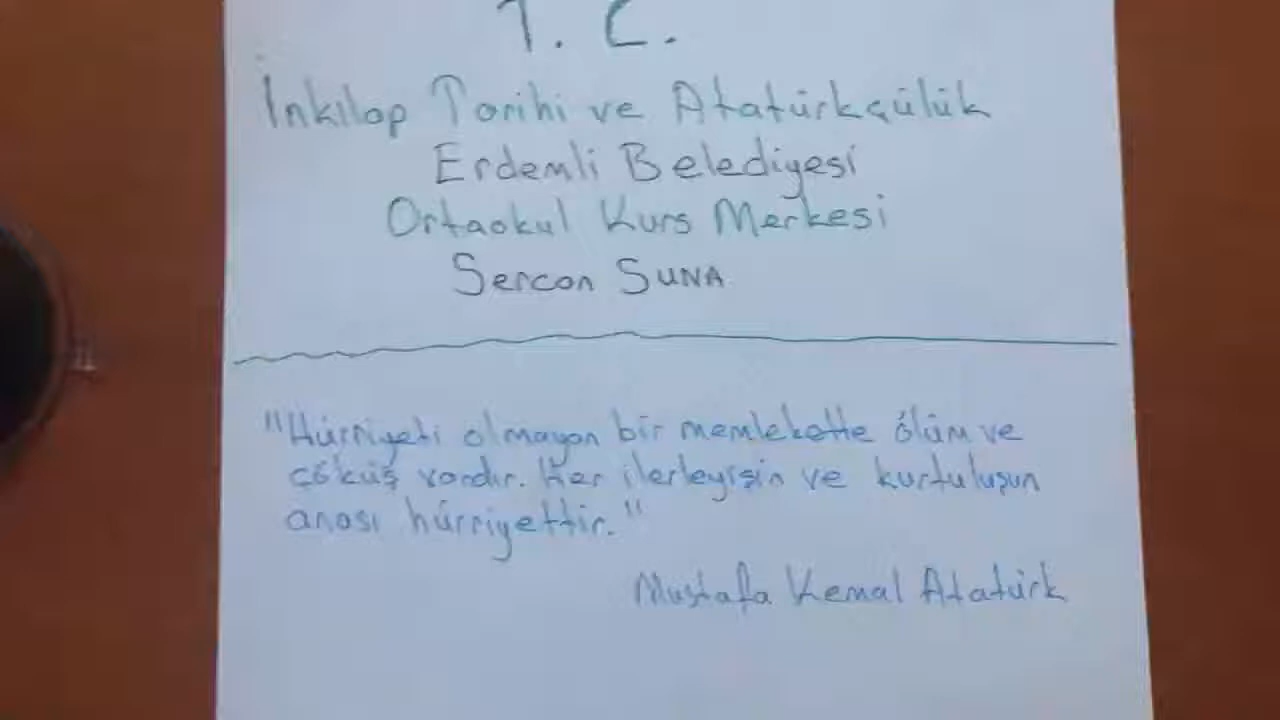 T. C.
İnkılap Tarihi ve Atatürkçülük
Erdemli Belediyesi
Ortaokul Kurs Merkesi
Sercan SUNA
"Hürriyeti olmayan bir memlekette ölüm ve
çöküş vardır. Her ilerleyişin ve kurtuluşun
anası hürriyettir."
Mustafa Kemal Atatürk